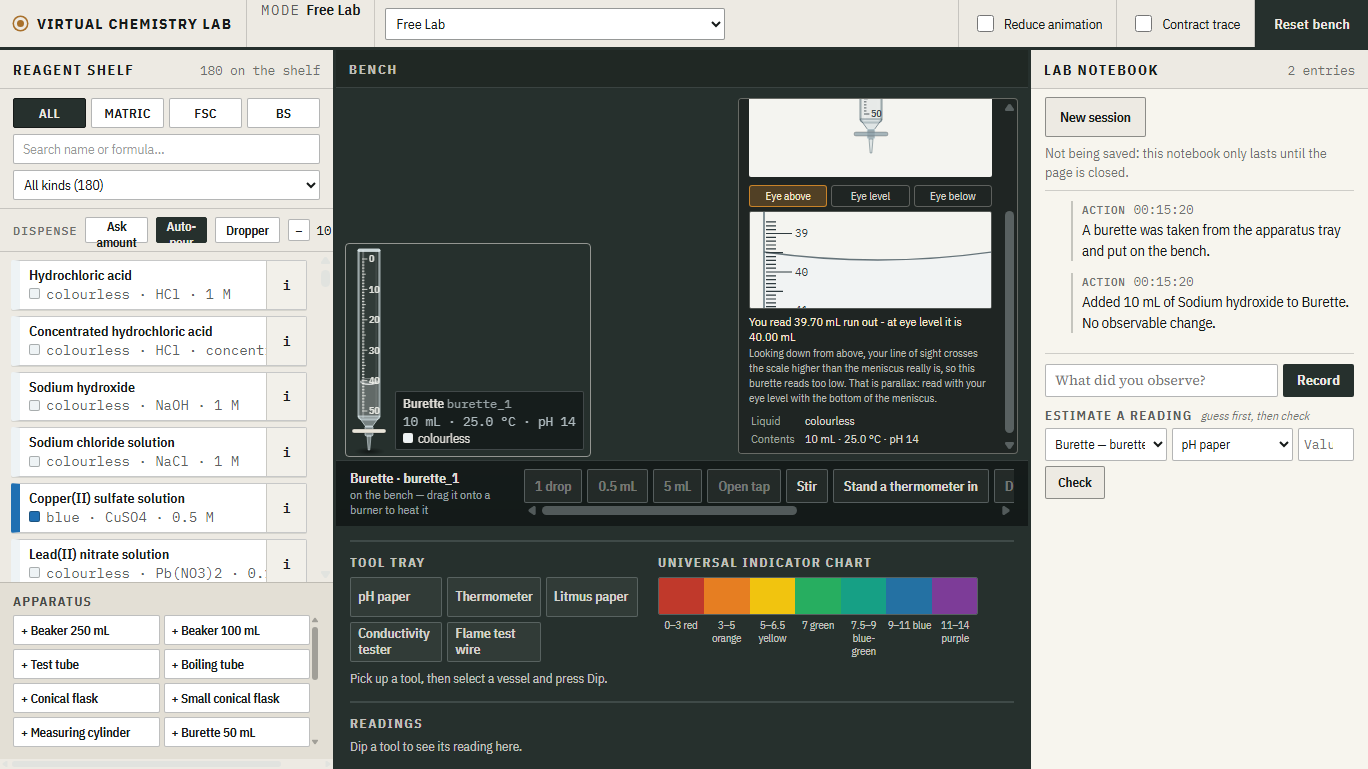 VIRTUAL CHEMISTRY LAB
MODE Free Lab
Free Lab
Reduce animation
Contract trace
Reset bench
REAGENT SHELF
180 on the shelf
ALL
MATRIC
FSC
BS
Search name or formula...
All kinds (180)
DISPENSE
Ask amount
Auto-pour
Dropper
−
10
Hydrochloric acid
colourless · HCl · 1 M
i
Concentrated hydrochloric acid
colourless · HCl · concent
i
Sodium hydroxide
colourless · NaOH · 1 M
i
Sodium chloride solution
colourless · NaCl · 1 M
i
Copper(II) sulfate solution
blue · CuSO4 · 0.5 M
i
Lead(II) nitrate solution
colourless · Pb(NO3)2 · 0.
i
APPARATUS
+ Beaker 250 mL
+ Beaker 100 mL
+ Test tube
+ Boiling tube
+ Conical flask
+ Small conical flask
+ Measuring cylinder
+ Burette 50 mL
BENCH
0
10
20
30
40
50
Burette burette_1
10 mL · 25.0 °C · pH 14
colourless
50
Eye above
Eye level
Eye below
39
40
You read 39.70 mL run out - at eye level it is
40.00 mL
Looking down from above, your line of sight crosses
the scale higher than the meniscus really is, so this
burette reads too low. That is parallax: read with your
eye level with the bottom of the meniscus.
Liquid colourless
Contents 10 mL · 25.0 °C · pH 14
Burette · burette_1
on the bench — drag it onto a
burner to heat it
1 drop
0.5 mL
5 mL
Open tap
Stir
Stand a thermometer in
D
TOOL TRAY
pH paper
Thermometer
Litmus paper
Conductivity
tester
Flame test
wire
Pick up a tool, then select a vessel and press Dip.
UNIVERSAL INDICATOR CHART
0–3 red
3–5
orange
5–6.5
yellow
7 green
7.5–9
blue-
green
9–11 blue
11–14
purple
READINGS
Dip a tool to see its reading here.
LAB NOTEBOOK
2 entries
New session
Not being saved: this notebook only lasts until the
page is closed.
ACTION 00:15:20
A burette was taken from the apparatus tray
and put on the bench.
ACTION 00:15:20
Added 10 mL of Sodium hydroxide to Burette.
No observable change.
What did you observe?
Record
ESTIMATE A READING guess first, then check
Burette — burette
pH paper
Valu
Check